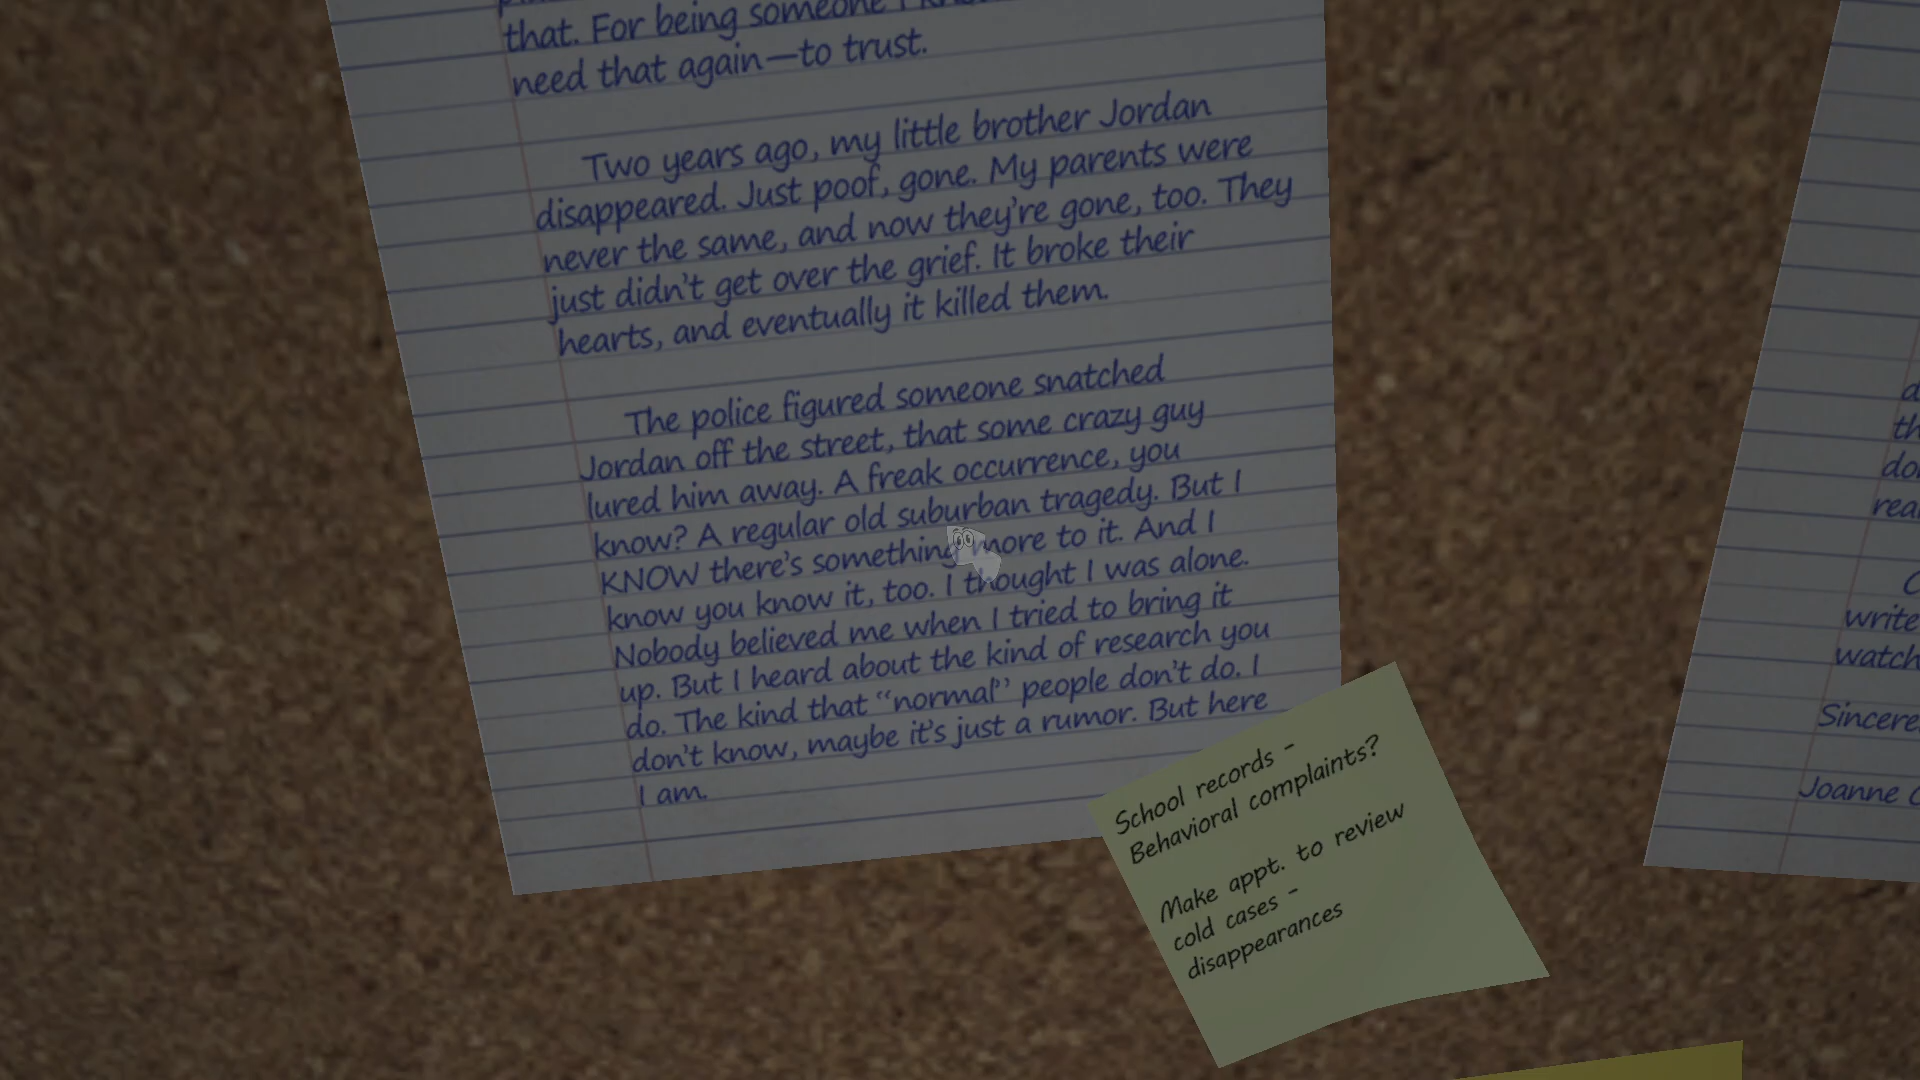 that. For being someone I
need that again—to trust.
Two years ago, my little brother Jordan
disappeared. Just poof, gone. My parents were
never the same, and now they're gone, too. They
just didn't get over the grief. It broke their
hearts, and eventually it killed them.
The police figured someone snatched
Jordan off the street, that some crazy guy
lured him away. A freak occurrence, you
know? A regular old suburban tragedy. But I
KNOW there's something more to it. And I
know you know it, too. I thought I was alone.
Nobody believed me when I tried to bring it
up. But I heard about the kind of research you
do. The kind that “normal” people don't do. I
don't know, maybe it's just a rumor. But here
I am.
School records -
Behavioral complaints?
Make appt. to review
cold cases -
disappearances
write
watch
Joanne